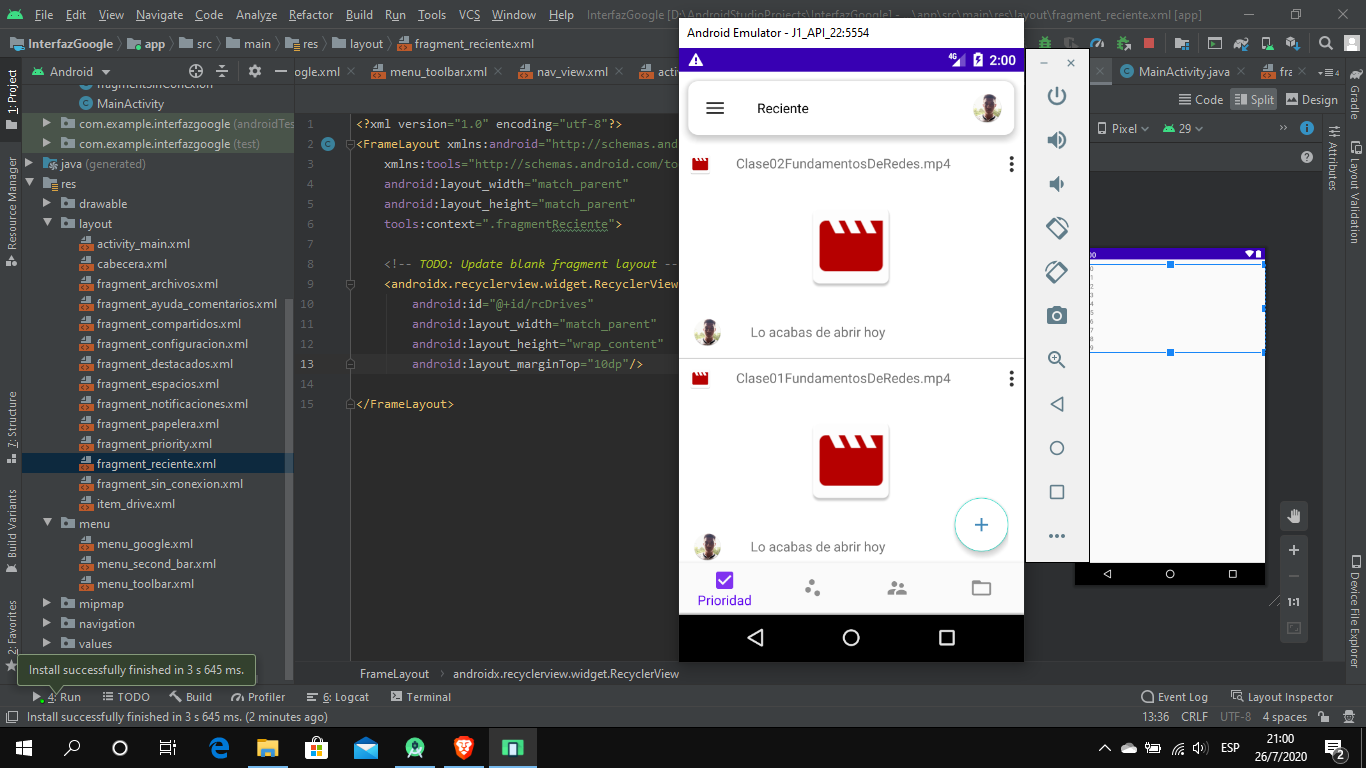 File Edit View Navigate Code Analyze Refactor Build Run Tools VCS Window Help InterfazGoogle [D:\AndroidStudioProjects\InterfazGoogle] - ...\app\src\main\res\layout\fragment_reciente.xml [app]
InterfazGoogle app src main res layout fragment_reciente.xml
Android
ogle.xml menu_toolbar.xml nav_view.xml acti
MainActivity.java fra
Code Split Design
Pixel 29
1: Project
Resource Manager
7: Structure
Build Variants
2: Favorites
fragmentSinConexion
MainActivity
com.example.interfazgoogle (androidTes
com.example.interfazgoogle (test)
java (generated)
res
drawable
layout
activity_main.xml
cabecera.xml
fragment_archivos.xml
fragment_ayuda_comentarios.xml
fragment_compartidos.xml
fragment_configuracion.xml
fragment_destacados.xml
fragment_espacios.xml
fragment_notificaciones.xml
fragment_papelera.xml
fragment_priority.xml
fragment_reciente.xml
fragment_sin_conexion.xml
item_drive.xml
menu
menu_google.xml
menu_second_bar.xml
menu_toolbar.xml
mipmap
navigation
values
1 <?xml version="1.0" encoding="utf-8"?>
2 <FrameLayout xmlns:android="http://schemas.and
3 xmlns:tools="http://schemas.android.com/to
4 android:layout_width="match_parent"
5 android:layout_height="match_parent"
6 tools:context=".fragmentReciente">
7
8 <!-- TODO: Update blank fragment layout --
9 <androidx.recyclerview.widget.RecyclerView
10 android:id="@+id/rcDrives"
11 android:layout_width="match_parent"
12 android:layout_height="wrap_content"
13 android:layout_marginTop="10dp"/>
14
15 </FrameLayout>
Android Emulator - J1_API_22:5554
4G 2:00
Reciente
Clase02FundamentosDeRedes.mp4
Lo acabas de abrir hoy
Clase01FundamentosDeRedes.mp4
Lo acabas de abrir hoy
+
Prioridad
1:1
Gradle
Attributes
Layout Validation
Device File Explorer
FrameLayout androidx.recyclerview.widget.RecyclerView
Install successfully finished in 3 s 645 ms.
4: Run TODO Build Profiler 6: Logcat Terminal Event Log Layout Inspector
Install successfully finished in 3 s 645 ms. (2 minutes ago) 13:36 CRLF UTF-8 4 spaces
ESP
21:00
26/7/2020
2